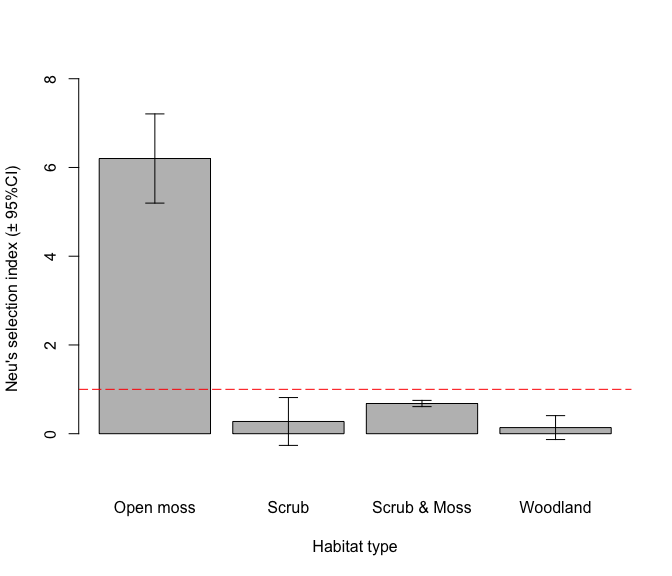 Neu's selection index (± 95%CI)
8
6
4
2
0
Open moss Scrub Scrub & Moss Woodland
Habitat type